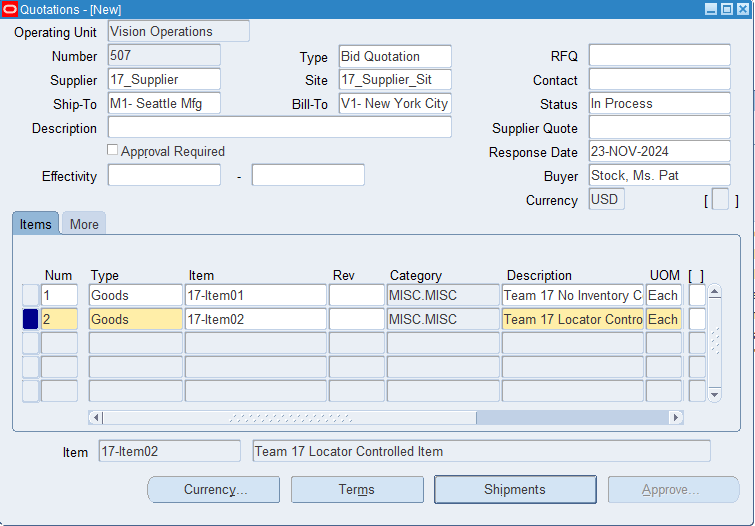 Quotations - [New]
Operating Unit Vision Operations
Number 507 Type Bid Quotation RFQ
Supplier 17_Supplier Site 17_Supplier_Sit Contact
Ship-To M1- Seattle Mfg Bill-To V1- New York City Status In Process
Description Supplier Quote
Approval Required Response Date 23-NOV-2024
Effectivity - Buyer Stock, Ms. Pat
Currency USD [ ]
Items More
Num Type Item Rev Category Description UOM [ ]
1 Goods 17-Item01 MISC.MISC Team 17 No Inventory C Each
2 Goods 17-Item02 MISC.MISC Team 17 Locator Contro Each
Item 17-Item02 Team 17 Locator Controlled Item
Currency... Terms Shipments Approve...